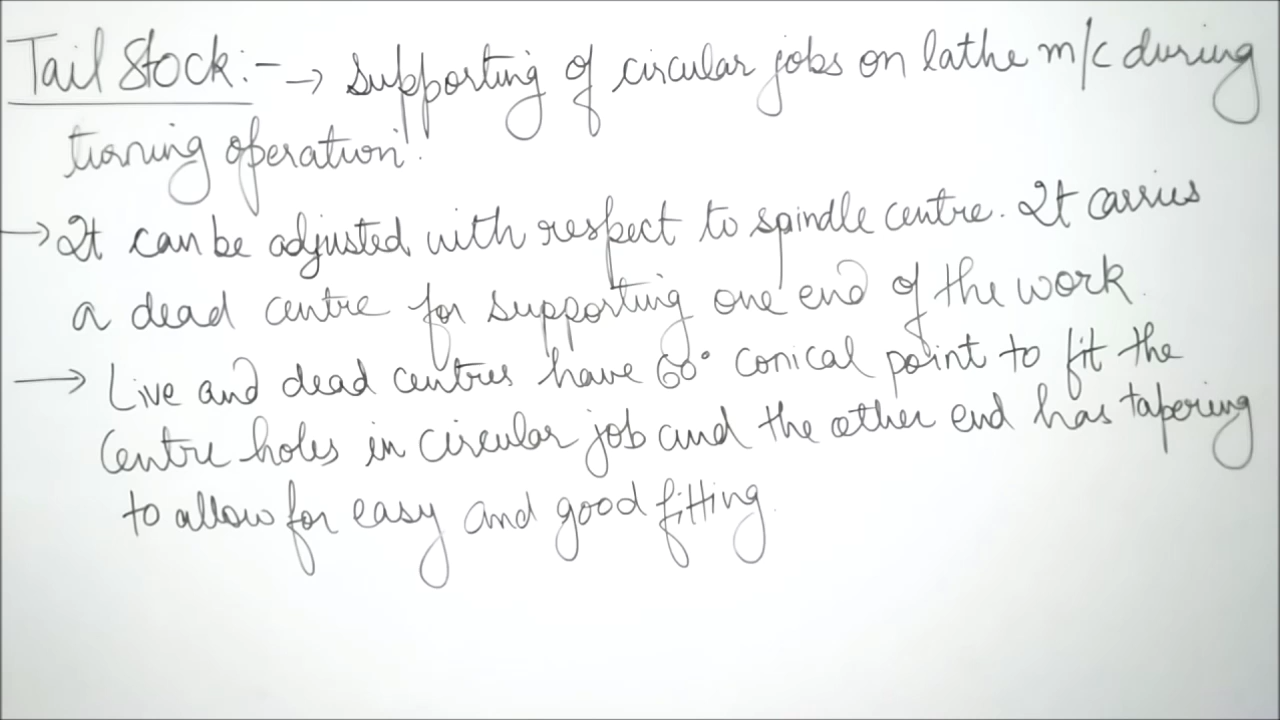 Tail Stock:- → Supporting of circular jobs on lathe m/c during
turning operation.
→ It can be adjusted with respect to spindle centre. It carries
a dead centre for supporting one end of the work.
→ Live and dead centres have 60° conical point to fit the
Centre holes in circular job and the other end has tapering
to allow for easy and good fitting.